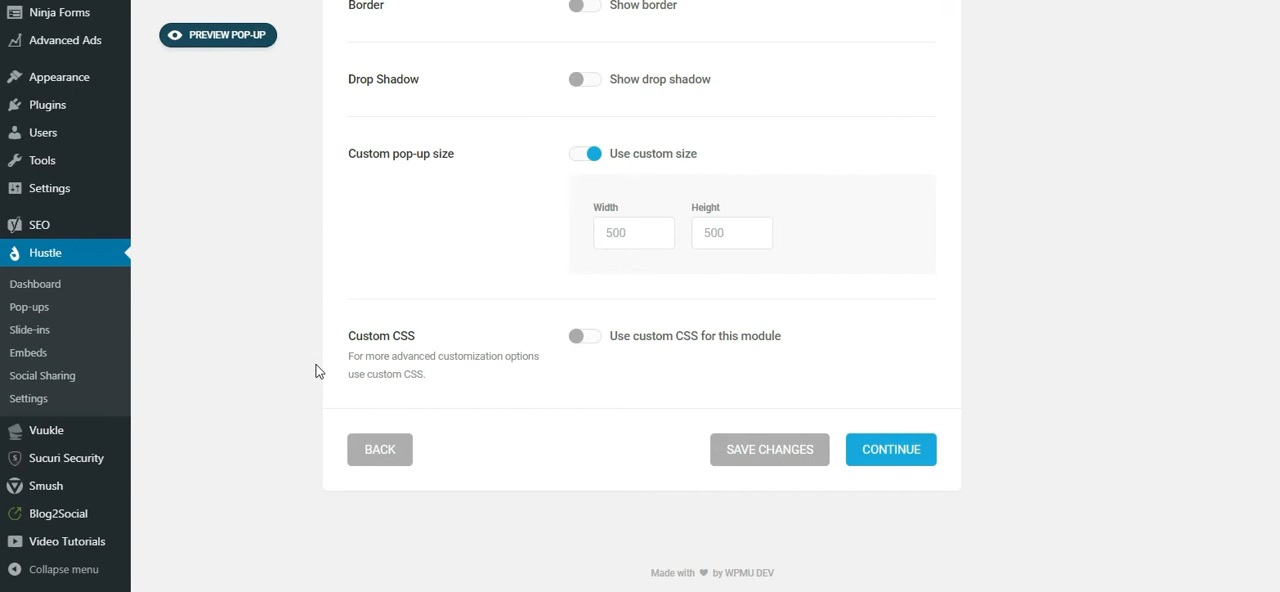 Ninja Forms
Advanced Ads
Appearance
Plugins
Users
Tools
Settings
SEO
Hustle
Dashboard
Pop-ups
Slide-ins
Embeds
Social Sharing
Settings
Vuukle
Sucuri Security
Smush
Blog2Social
Video Tutorials
Collapse menu
PREVIEW POP-UP
Border
Show border
Drop Shadow
Show drop shadow
Custom pop-up size
Use custom size
Width Height
500 500
Custom CSS
For more advanced customization options
use custom CSS.
Use custom CSS for this module
BACK SAVE CHANGES CONTINUE
Made with ❤ by WPMU DEV